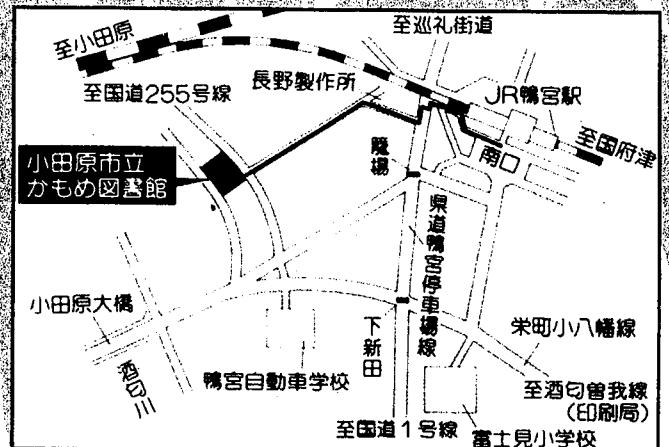 至小田原
至巡礼街道
長野製作所
JR鴨宮駅
至国道255号線
至国府津
南口
小田原市立
かもめ図書館
籠場
県道鴨宮停車場線
小田原大橋
下新田
栄町小八幡線
酒匂川
鴨宮自動車学校
至酒匂曽我線
(印刷局)
至国道1号線
富士見小学校